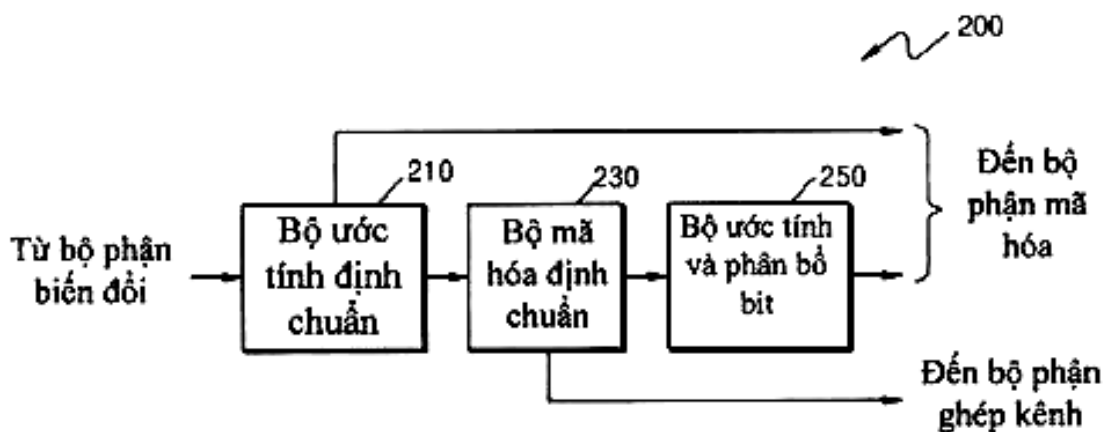 200
210
230
250
Từ bộ phận
biến đổi
Bộ ước
tính định
chuẩn
Bộ mã
hóa định
chuẩn
Bộ ước tính
và phân bổ
bit
Đến bộ
phận mã
hóa
Đến bộ phận
ghép kênh